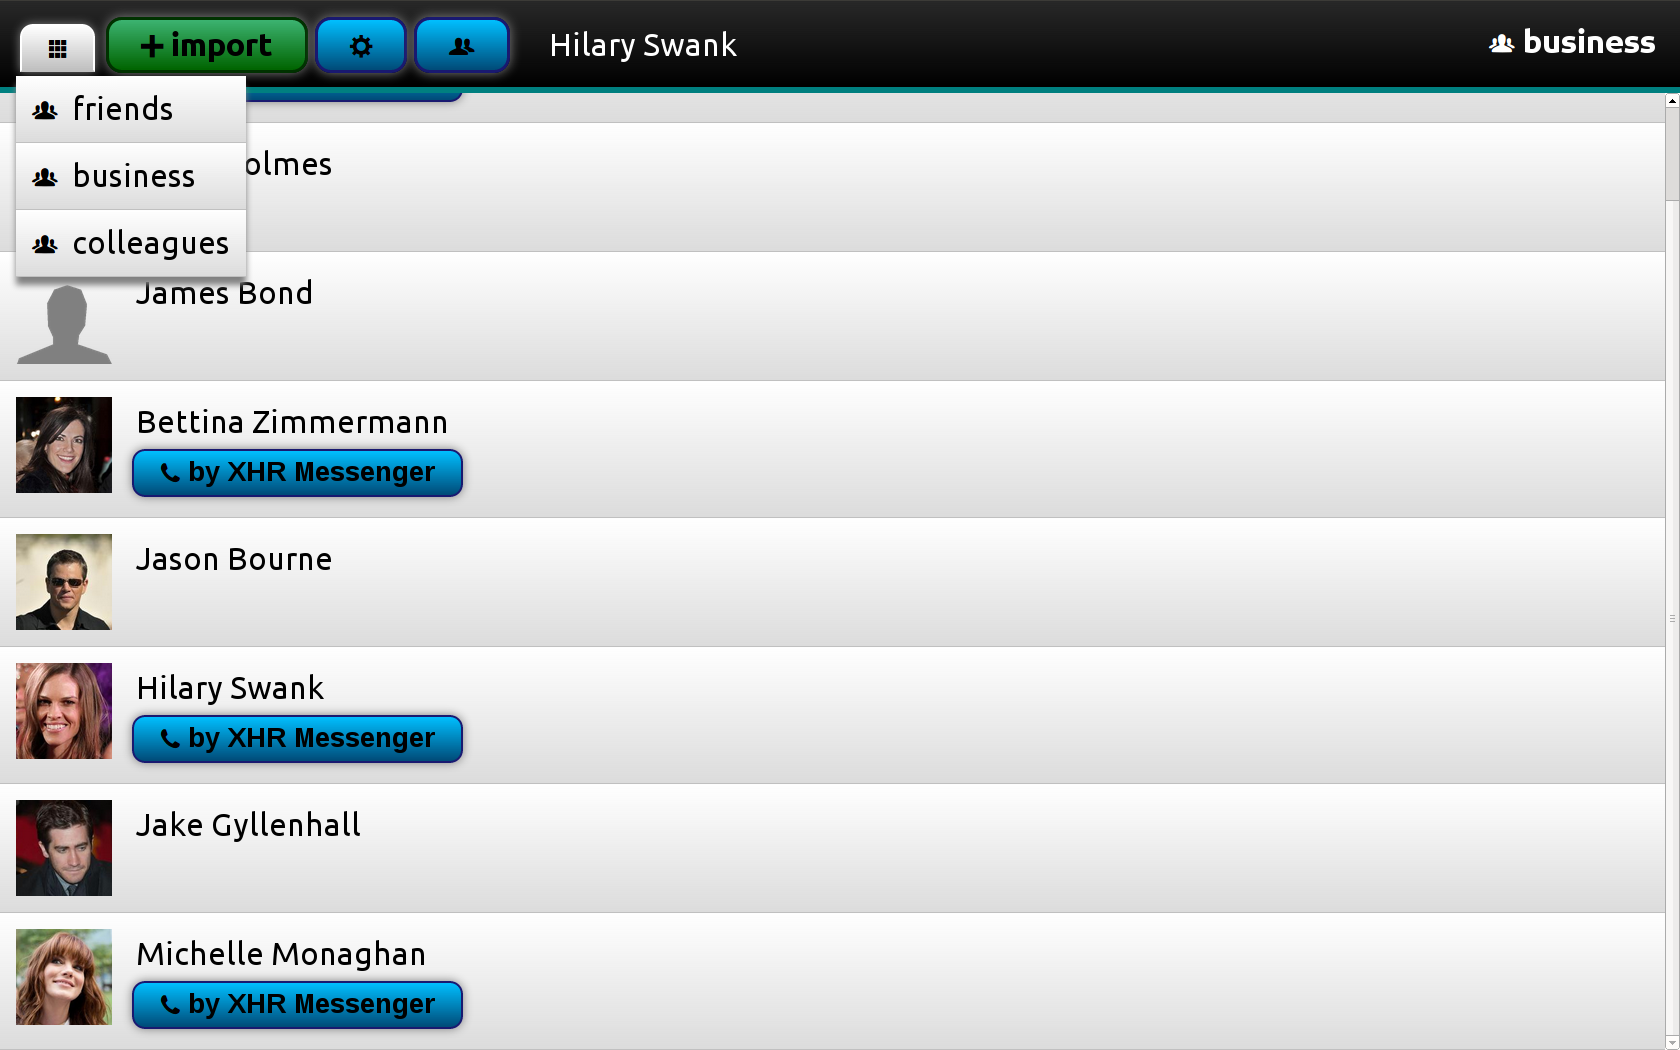 import
Hilary Swank
business
friends
business
colleagues
olmes
James Bond
Bettina Zimmermann
by XHR Messenger
Jason Bourne
Hilary Swank
by XHR Messenger
Jake Gyllenhall
Michelle Monaghan
by XHR Messenger